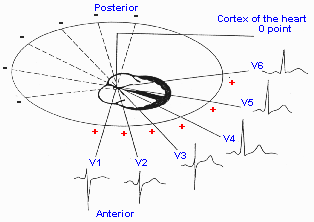 Posterior
Cortex of the heart
0 point
V6
V5
V4
V3
V1
V2
Anterior